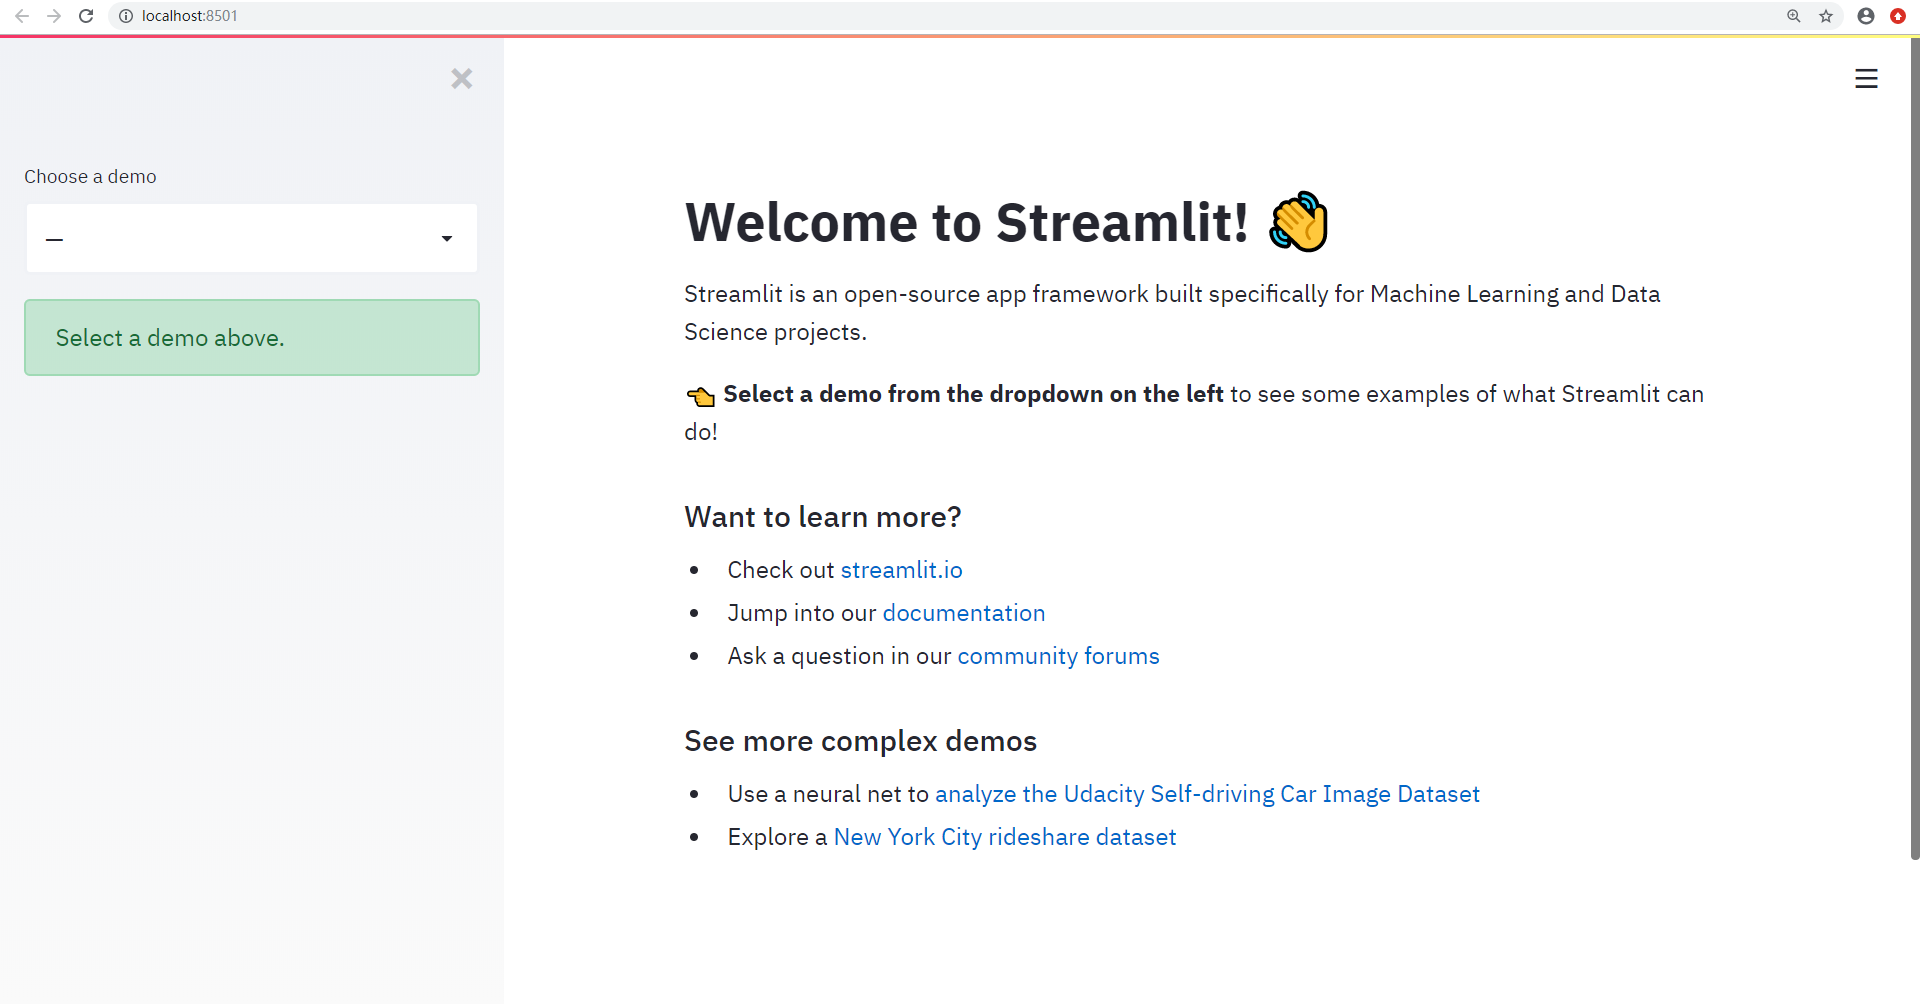 localhost:8501
Choose a demo
—
Select a demo above.
Welcome to Streamlit! 👋
Streamlit is an open-source app framework built specifically for Machine Learning and Data
Science projects.
👈 Select a demo from the dropdown on the left to see some examples of what Streamlit can
do!
Want to learn more?
• Check out streamlit.io
• Jump into our documentation
• Ask a question in our community forums
See more complex demos
• Use a neural net to analyze the Udacity Self-driving Car Image Dataset
• Explore a New York City rideshare dataset